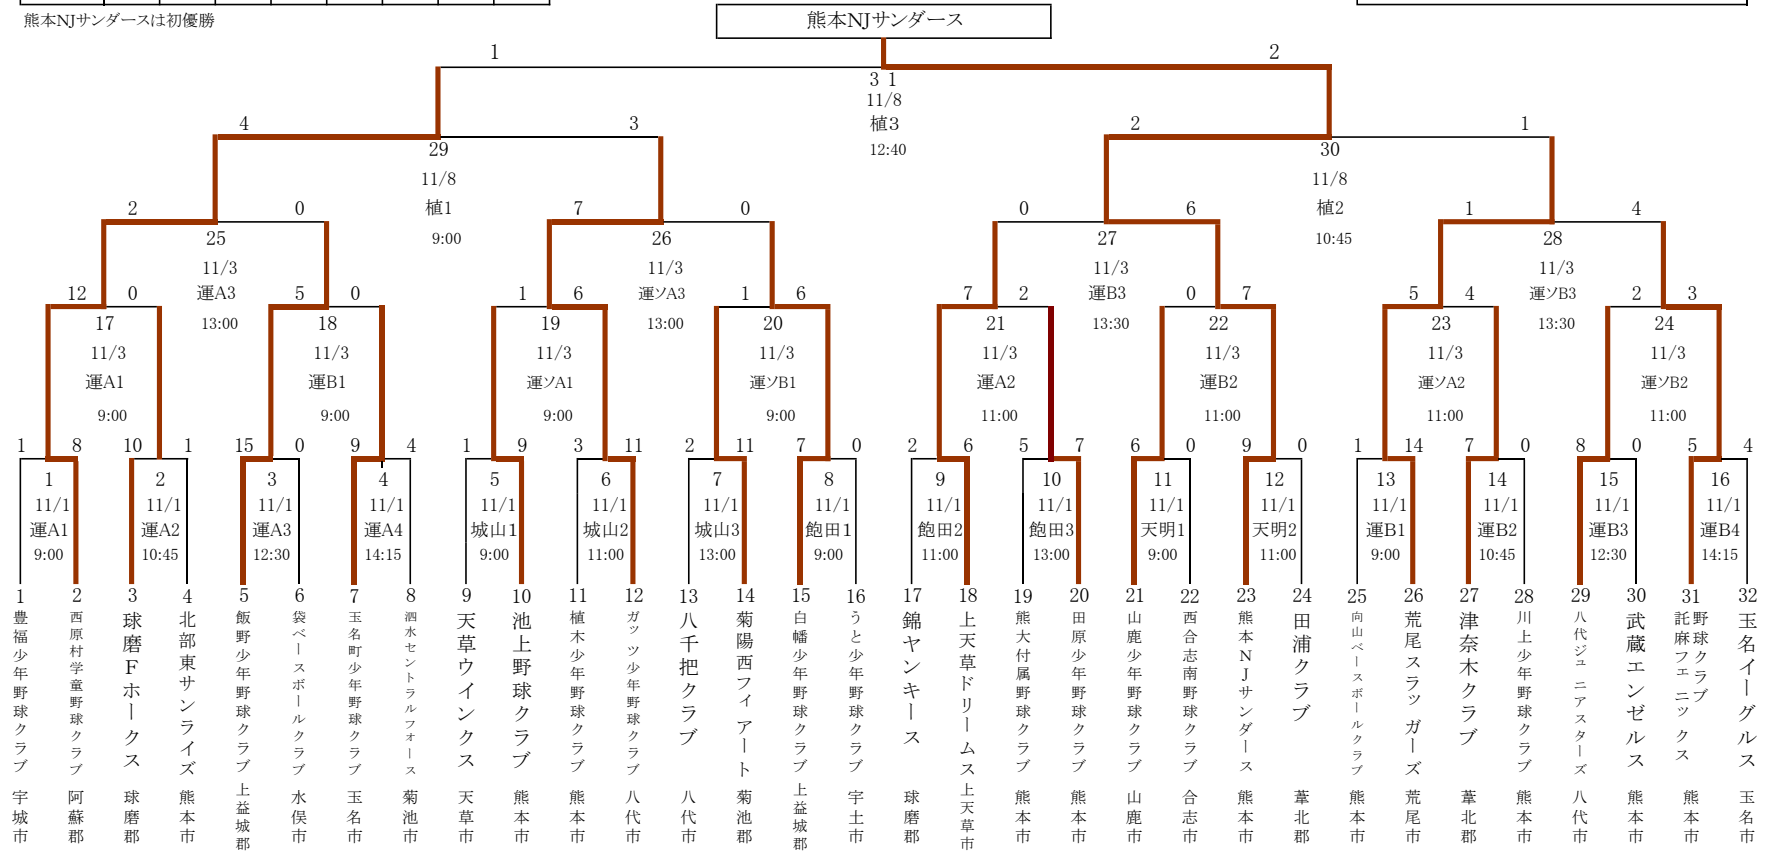 熊本NJサンダースは初優勝
熊本NJサンダース
1 2
3 1
11/8
植3
12:40
4 3 2 1
29 30
11/8 11/8
植1 植2
9:00 10:45
2 0 7 0 0 6 1 4
25 26 27 28
11/3 11/3 11/3 11/3
運A3 運ソA3 運B3 運ソB3
13:00 13:00 13:30 13:30
12 0 5 0 1 6 1 6 7 2 0 7 5 4 2 3
17 18 19 20 21 22 23 24
11/3 11/3 11/3 11/3 11/3 11/3 11/3 11/3
運A1 運B1 運ソA1 運ソB1 運A2 運B2 運ソA2 運ソB2
9:00 9:00 9:00 9:00 11:00 11:00 11:00 11:00
1 8 10 1 15 0 9 4 1 9 3 11 2 11 7 0 2 6 5 7 6 0 9 0 1 14 7 0 8 0 5 4
1 2 3 4 5 6 7 8 9 10 11 12 13 14 15 16
11/1 11/1 11/1 11/1 11/1 11/1 11/1 11/1 11/1 11/1 11/1 11/1 11/1 11/1 11/1 11/1
運A1 運A2 運A3 運A4 城山1 城山2 城山3 飽田1 飽田2 飽田3 天明1 天明2 運B1 運B2 運B3 運B4
9:00 10:45 12:30 14:15 9:00 11:00 13:00 9:00 11:00 13:00 9:00 11:00 9:00 10:45 12:30 14:15
1 2 3 4 5 6 7 8 9 10 11 12 13 14 15 16 17 18 19 20 21 22 23 24 25 26 27 28 29 30 31 32
豊福少年野球クラブ 宇城市
西原村学童野球クラブ 阿蘇郡
球磨Fホークス 球磨郡
北部東サンライズ 熊本市
飯野少年野球クラブ 上益城郡
袋ベースボールクラブ 水俣市
玉名町少年野球クラブ 玉名市
泗水セントラルフォース 菊池市
天草ウインクス 天草市
池上野球クラブ 熊本市
植木少年野球クラブ 熊本市
ガッツ少年野球クラブ 八代市
八千把クラブ 八代市
菊陽西フィアート 菊池郡
白幡少年野球クラブ 上益城郡
うと少年野球クラブ 宇土市
錦ヤンキース 球磨郡
上天草ドリームス 上天草市
熊大付属野球クラブ 熊本市
田原少年野球クラブ 熊本市
山鹿少年野球クラブ 山鹿市
西合志南野球クラブ 合志市
熊本NJサンダース 熊本市
田浦クラブ 葦北郡
向山ベースボールクラブ 熊本市
荒尾スラッガーズ 荒尾市
津奈木クラブ 葦北郡
川上少年野球クラブ 熊本市
八代ジュニアスターズ 八代市
武蔵エンゼルス 熊本市
託麻フェニックス
野球クラブ 熊本市
玉名イーグルス 玉名市